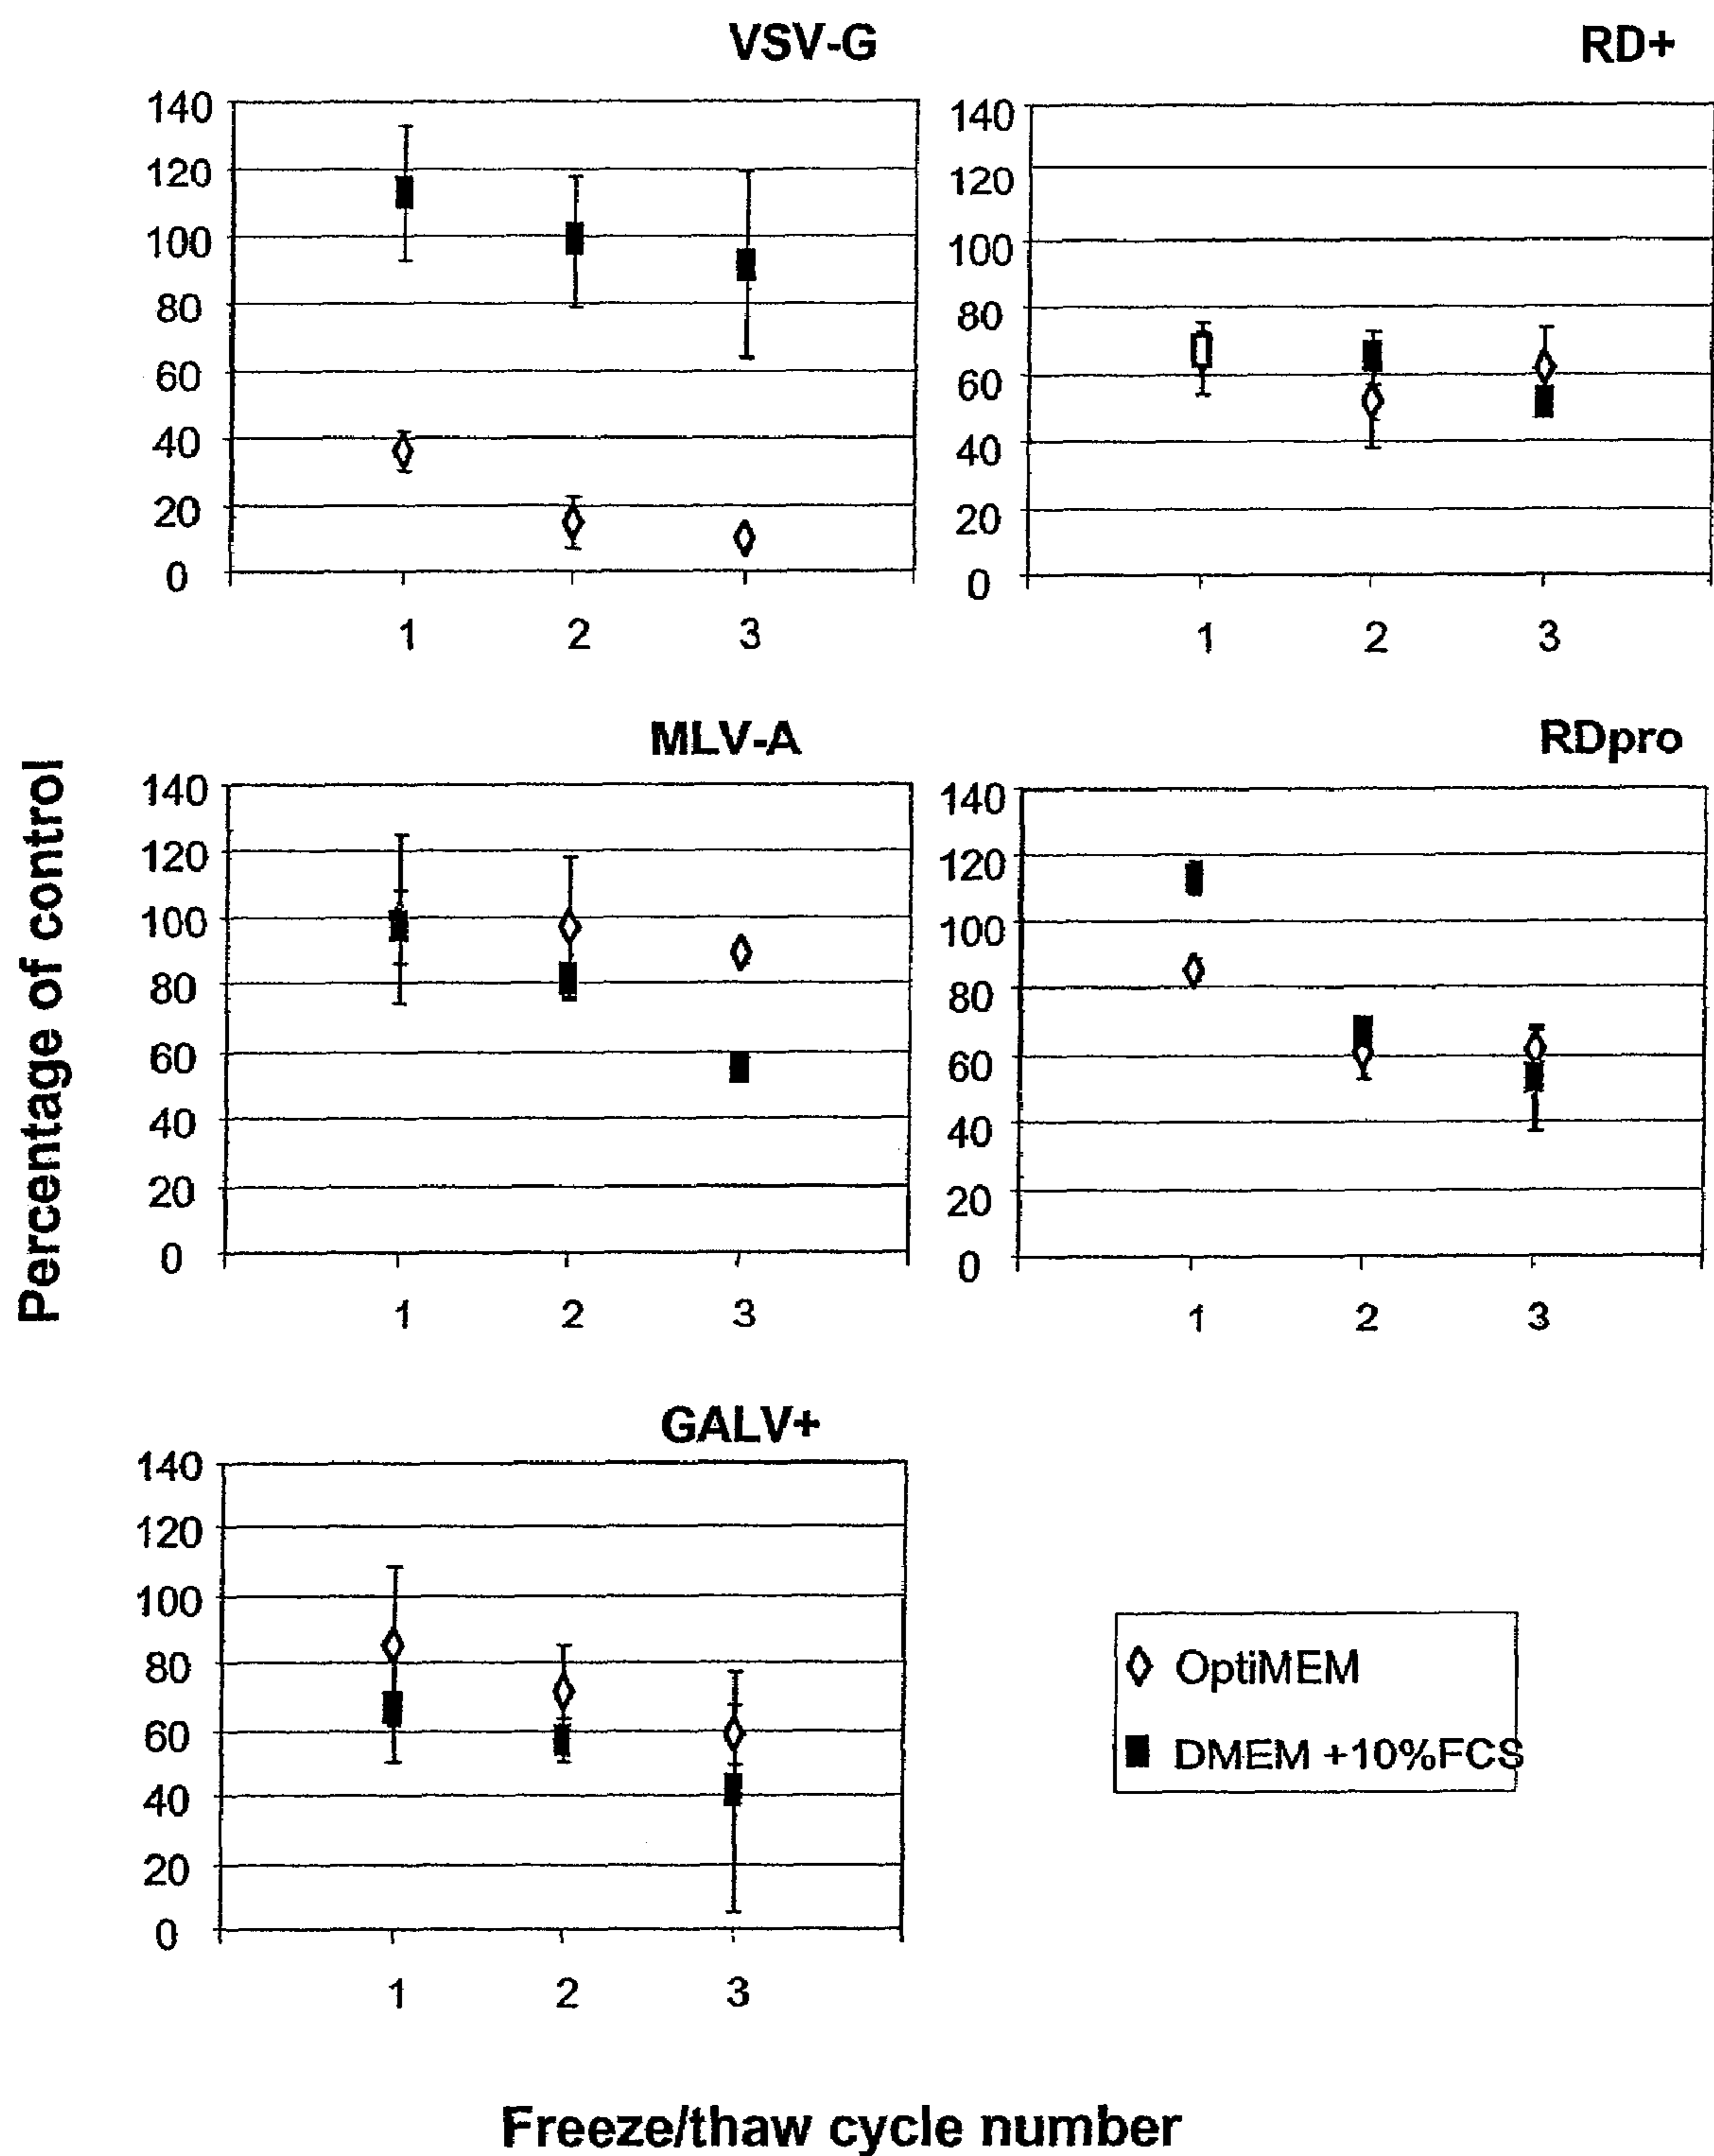 VSV-G
140
120
100
80
60
40
20
0
1 2 3
RD+
140
120
100
80
60
40
20
0
1 2 3
Percentage of control
MLV-A
140
120
100
80
60
40
20
0
1 2 3
RDpro
140
120
100
80
60
40
20
0
1 2 3
GALV+
140
120
100
80
60
40
20
0
1 2 3
OptiMEM
DMEM +10%FCS
Freeze/thaw cycle number